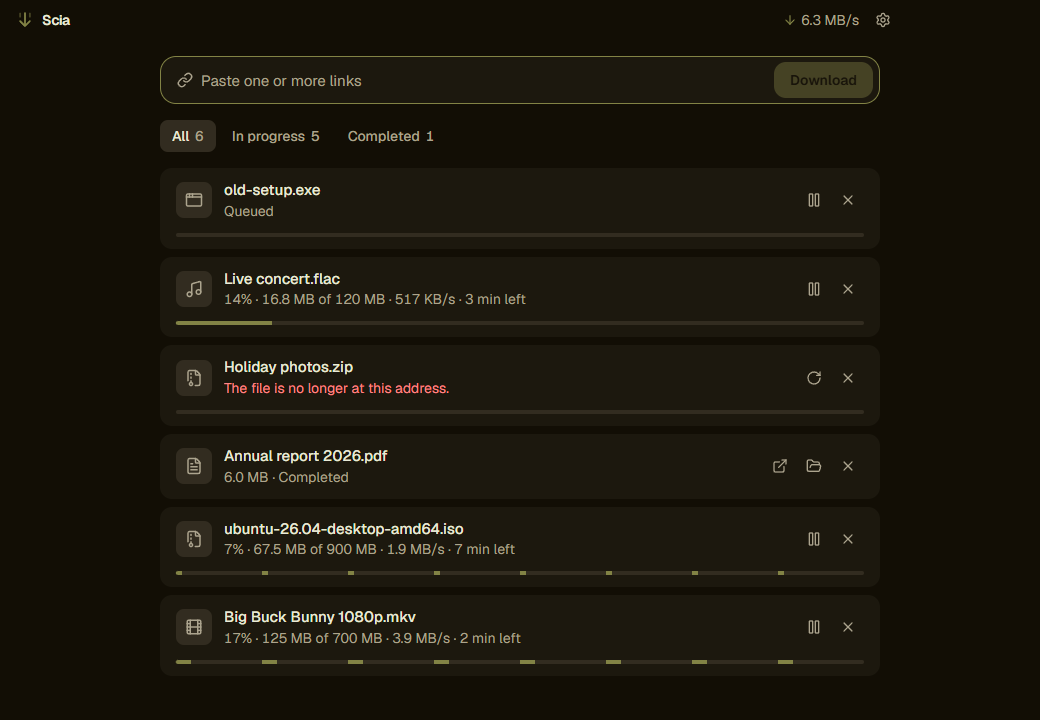 Scia
6.3 MB/s
Paste one or more links
Download
All 6
In progress 5
Completed 1
old-setup.exe
Queued
Live concert.flac
14% · 16.8 MB of 120 MB · 517 KB/s · 3 min left
Holiday photos.zip
The file is no longer at this address.
Annual report 2026.pdf
6.0 MB · Completed
ubuntu-26.04-desktop-amd64.iso
7% · 67.5 MB of 900 MB · 1.9 MB/s · 7 min left
Big Buck Bunny 1080p.mkv
17% · 125 MB of 700 MB · 3.9 MB/s · 2 min left